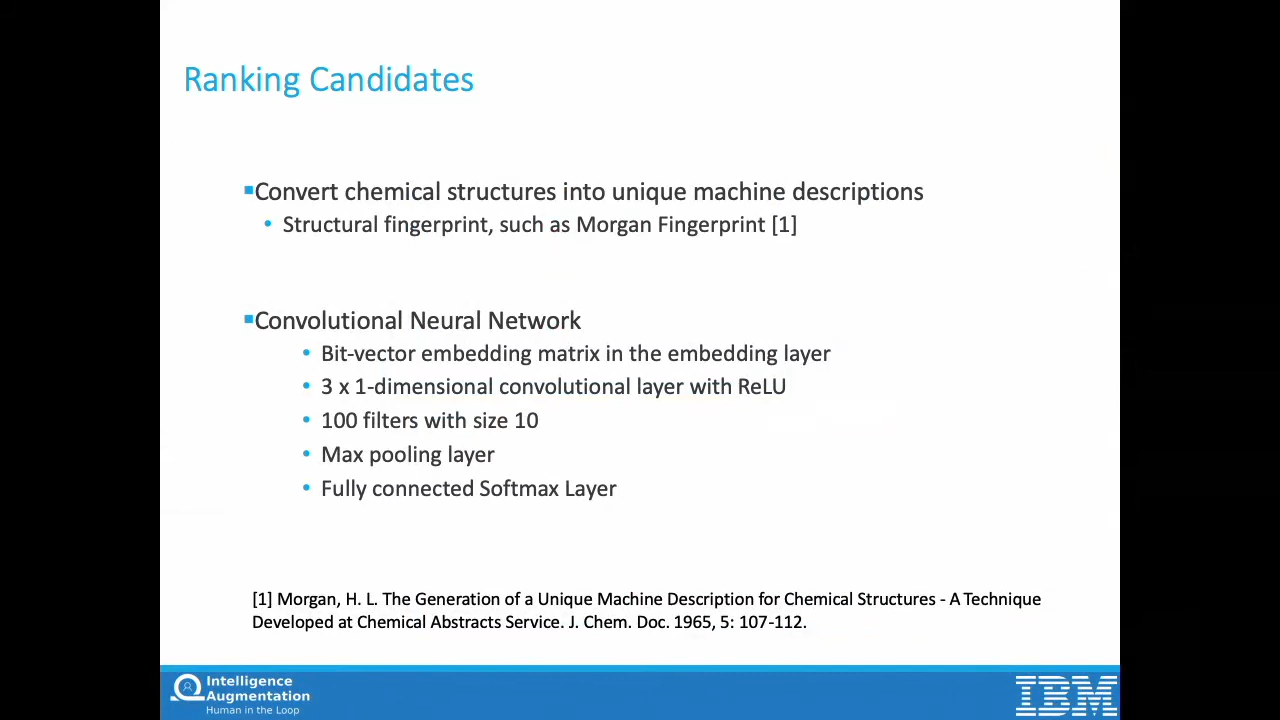 Ranking Candidates
▪Convert chemical structures into unique machine descriptions
• Structural fingerprint, such as Morgan Fingerprint [1]
▪Convolutional Neural Network
• Bit-vector embedding matrix in the embedding layer
• 3 x 1-dimensional convolutional layer with ReLU
• 100 filters with size 10
• Max pooling layer
• Fully connected Softmax Layer
[1] Morgan, H. L. The Generation of a Unique Machine Description for Chemical Structures - A Technique
Developed at Chemical Abstracts Service. J. Chem. Doc. 1965, 5: 107-112.
Intelligence
Augmentation
Human in the Loop
IBM